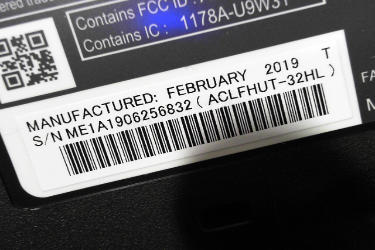 Contains FCC ID :
Contains IC : 1178A-U9W31
MANUFACTURED: FEBRUARY 2019 T
S/N ME1A1906256832 ( ACLFHUT-32HL )